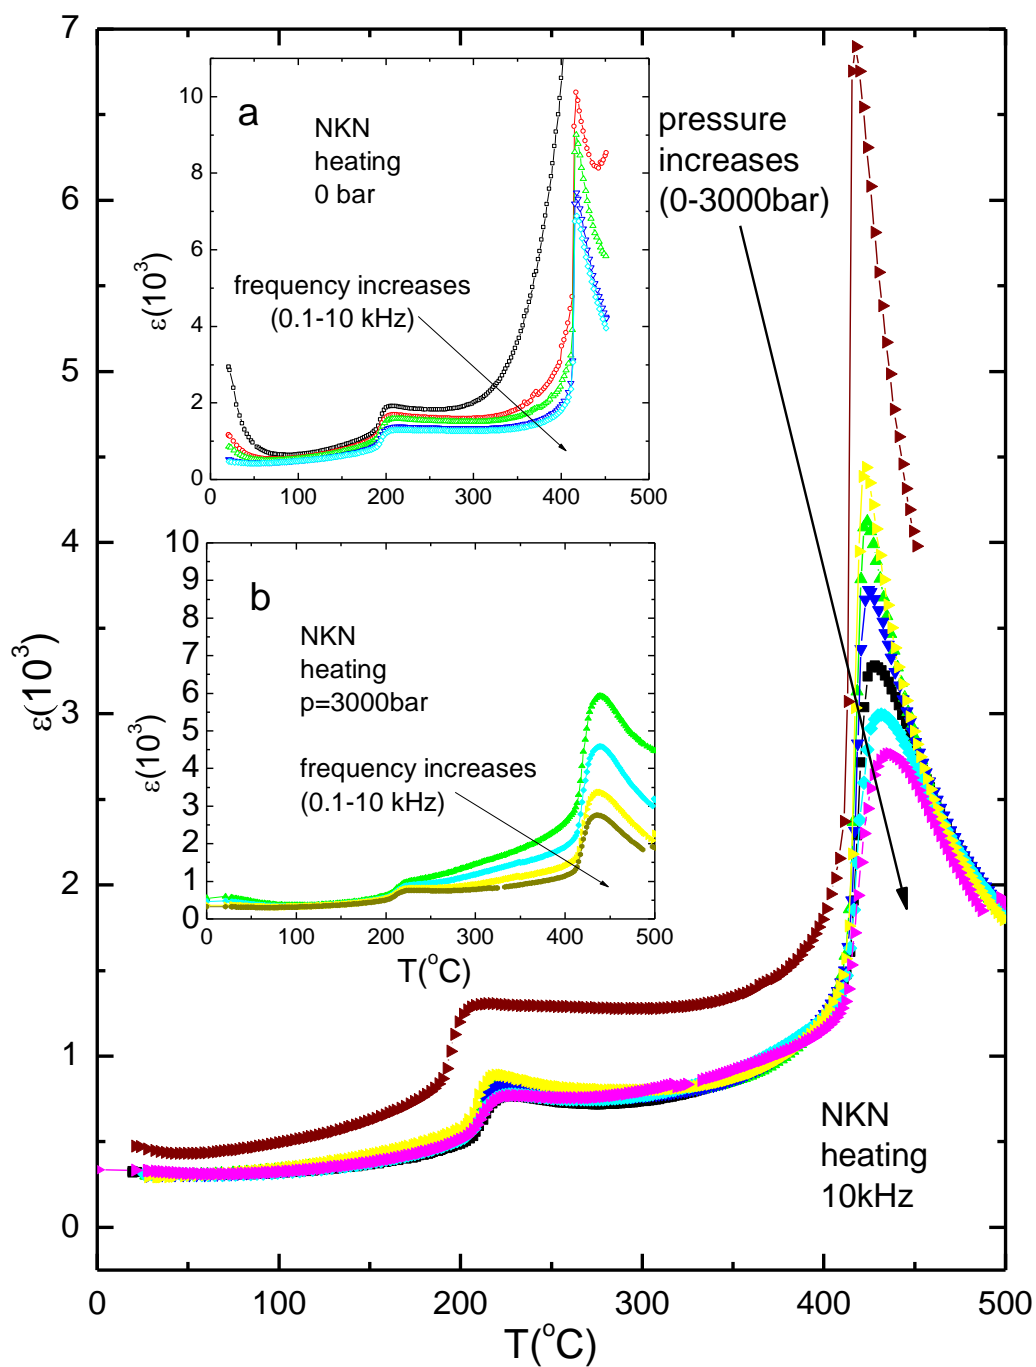 7
6
5
4
3
2
1
0
ε(10³)
0 100 200 300 400 500
T(°C)
pressure
increases
(0-3000bar)
NKN
heating
10kHz
a
NKN
heating
0 bar
frequency increases
(0.1-10 kHz)
ε(10³)
10
8
6
4
2
0
0 100 200 300 400 500
b
NKN
heating
p=3000bar
frequency increases
(0.1-10 kHz)
ε(10³)
10
9
8
7
6
5
4
3
2
1
0
0 100 200 300 400 500
T(°C)